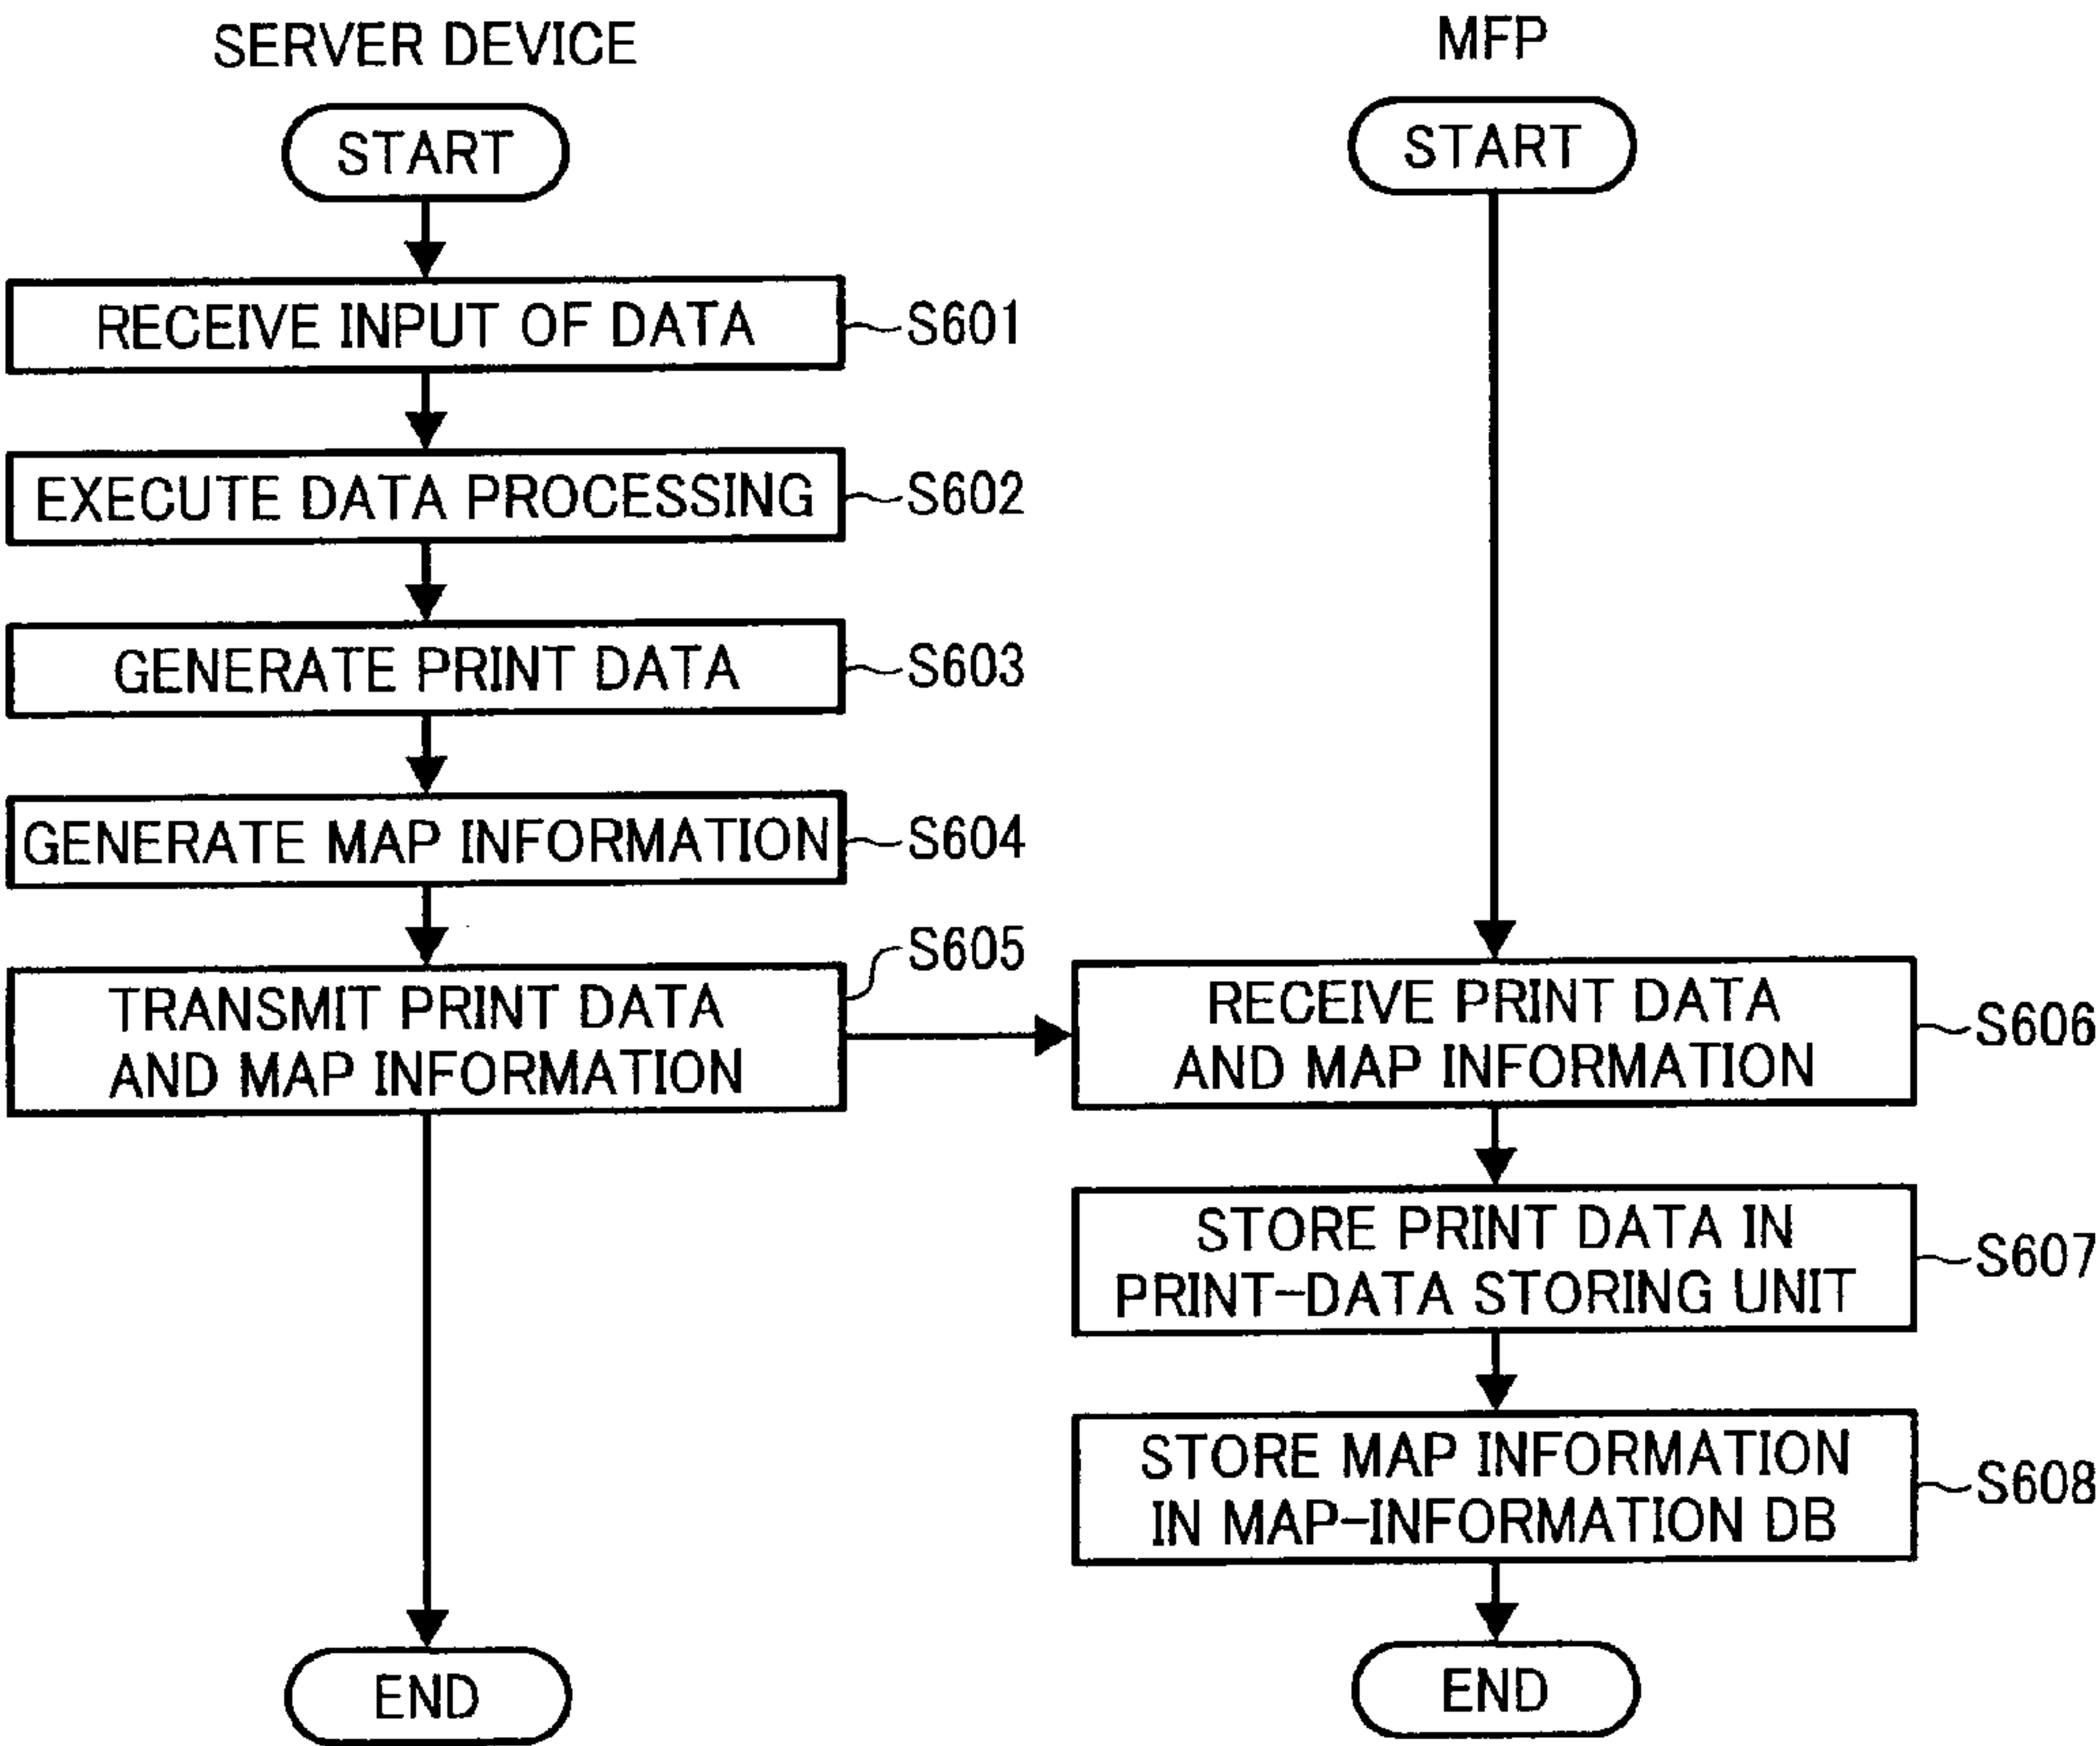 SERVER DEVICE
START
RECEIVE INPUT OF DATA
S601
EXECUTE DATA PROCESSING
S602
GENERATE PRINT DATA
S603
GENERATE MAP INFORMATION
S604
TRANSMIT PRINT DATA
AND MAP INFORMATION
S605
END
MFP
START
RECEIVE PRINT DATA
AND MAP INFORMATION
S606
STORE PRINT DATA IN
PRINT-DATA STORING UNIT
S607
STORE MAP INFORMATION
IN MAP-INFORMATION DB
S608
END